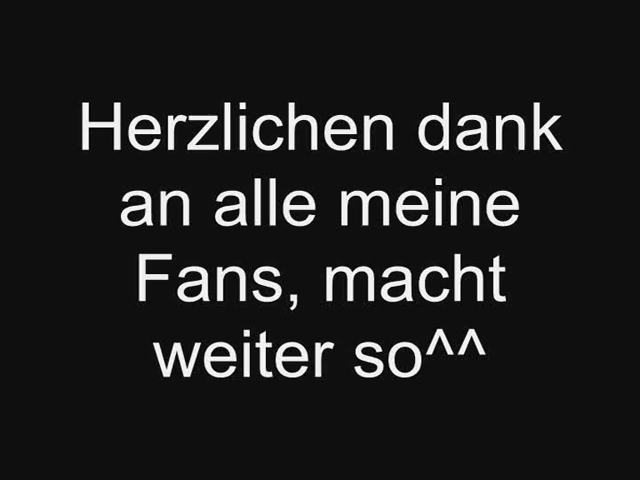 Herzlichen dank
an alle meine
Fans, macht
weiter so^^